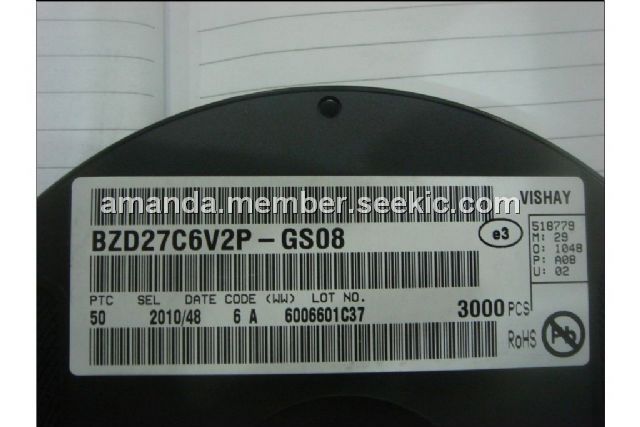 VISHAY
amanda.member.seekic.com
BZD27C6V2P-GS08
e3
518779
M: 29
O: 1048
P: A08
U: 02
PTC SEL DATE CODE (WW) LOT NO.
50 2010/48 6 A 6006601C37
3000 PCS
RoHS
Pb